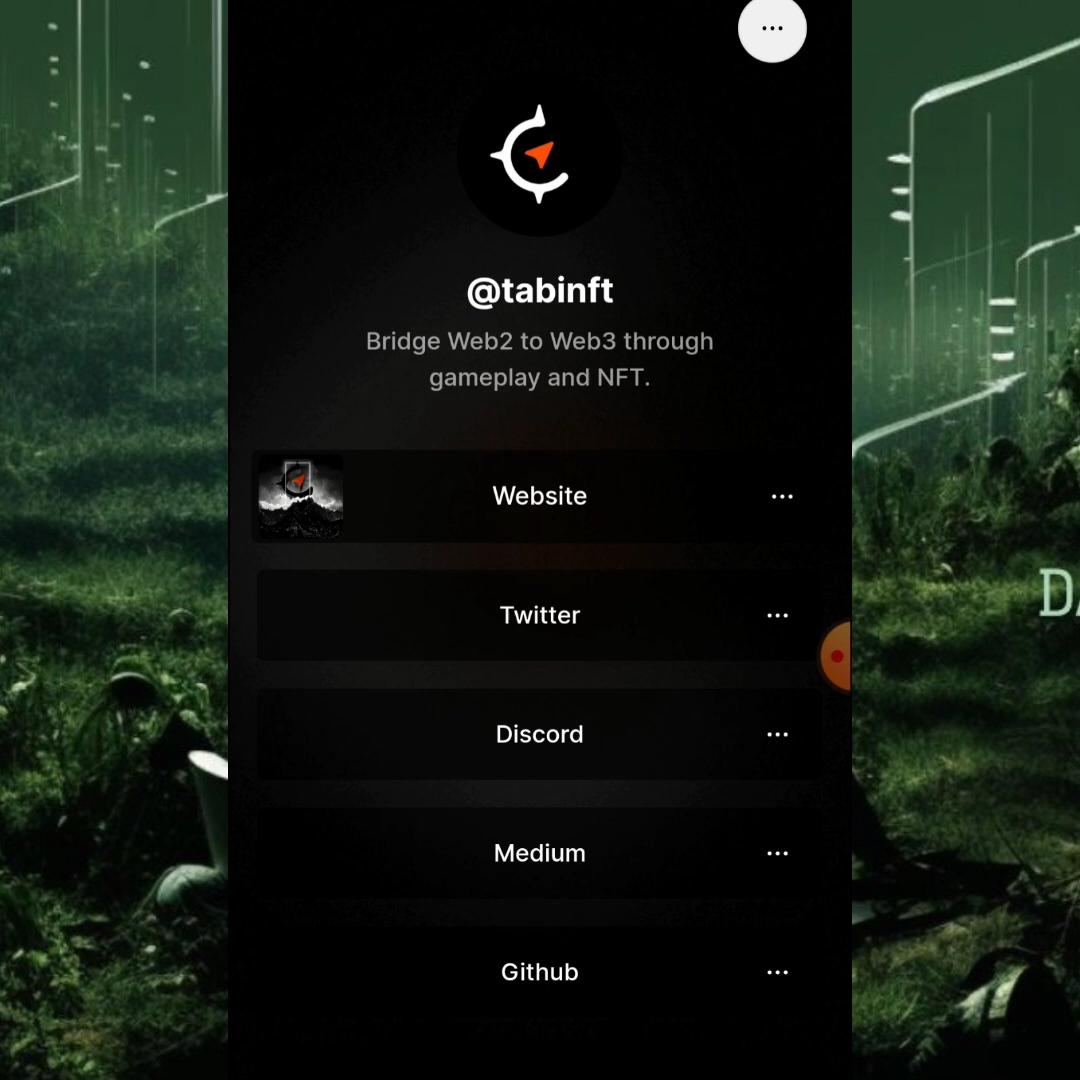 @tabinft
Bridge Web2 to Web3 through
gameplay and NFT.
Website
Twitter
Discord
Medium
Github